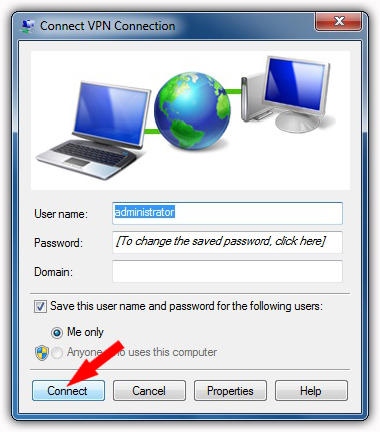 Connect VPN Connection
User name:
administrator
Password:
[To change the saved password, click here]
Domain:
Save this user name and password for the following users:
Me only
Anyone who uses this computer
Connect Cancel Properties Help